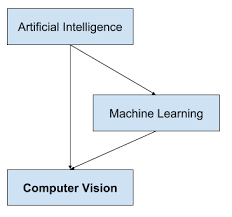 Artificial Intelligence
Machine Learning
Computer Vision